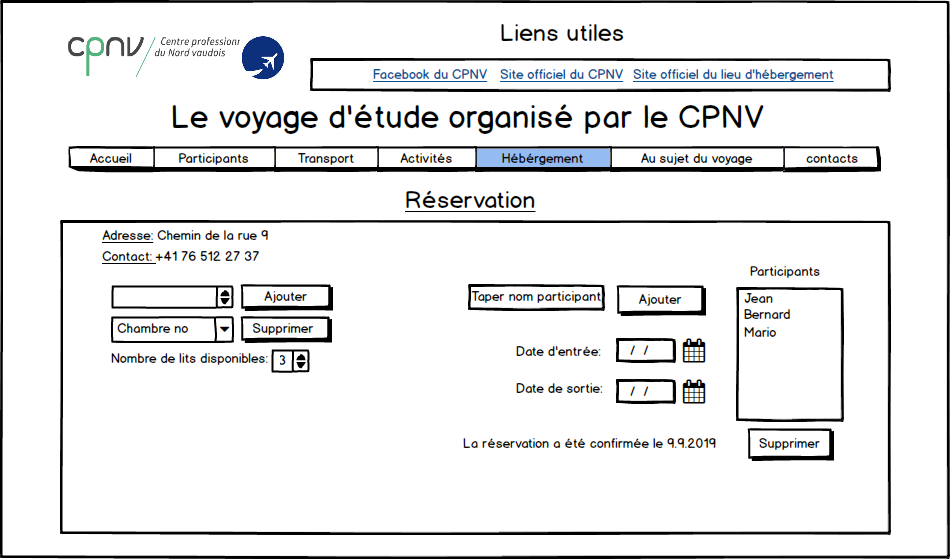 cpnv
Centre professionn
du Nord vaudois
Liens utiles
Facebook du CPNV Site officiel du CPNV Site officiel du lieu d'hébergement
Le voyage d'étude organisé par le CPNV
Accueil Participants Transport Activités Hébérgement Au sujet du voyage contacts
Réservation
Adresse: Chemin de la rue 9
Contact: +41 76 512 27 37
Ajouter
Chambre no Supprimer
Nombre de lits disponibles: 3
Taper nom participant Ajouter
Date d'entrée: / /
Date de sortie: / /
La réservation a été confirmée le 9.9.2019
Participants
Jean
Bernard
Mario
Supprimer